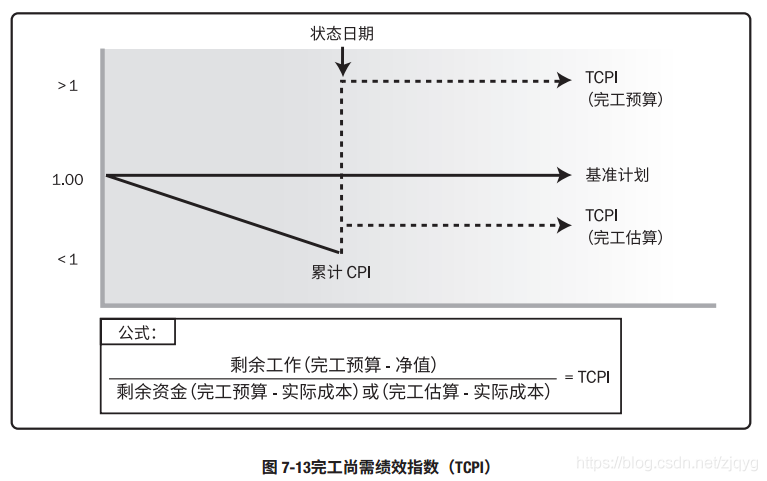 状态日期
>1
TCPI
(完工预算)
1.00
基准计划
TCPI
(完工估算)
<1
累计 CPI
公式:
剩余工作(完工预算 - 净值)
剩余资金(完工预算 - 实际成本)或(完工估算 - 实际成本)
= TCPI
图 7-13完工尚需绩效指数（TCPI）
https://blog.csdn.net/zjqyg